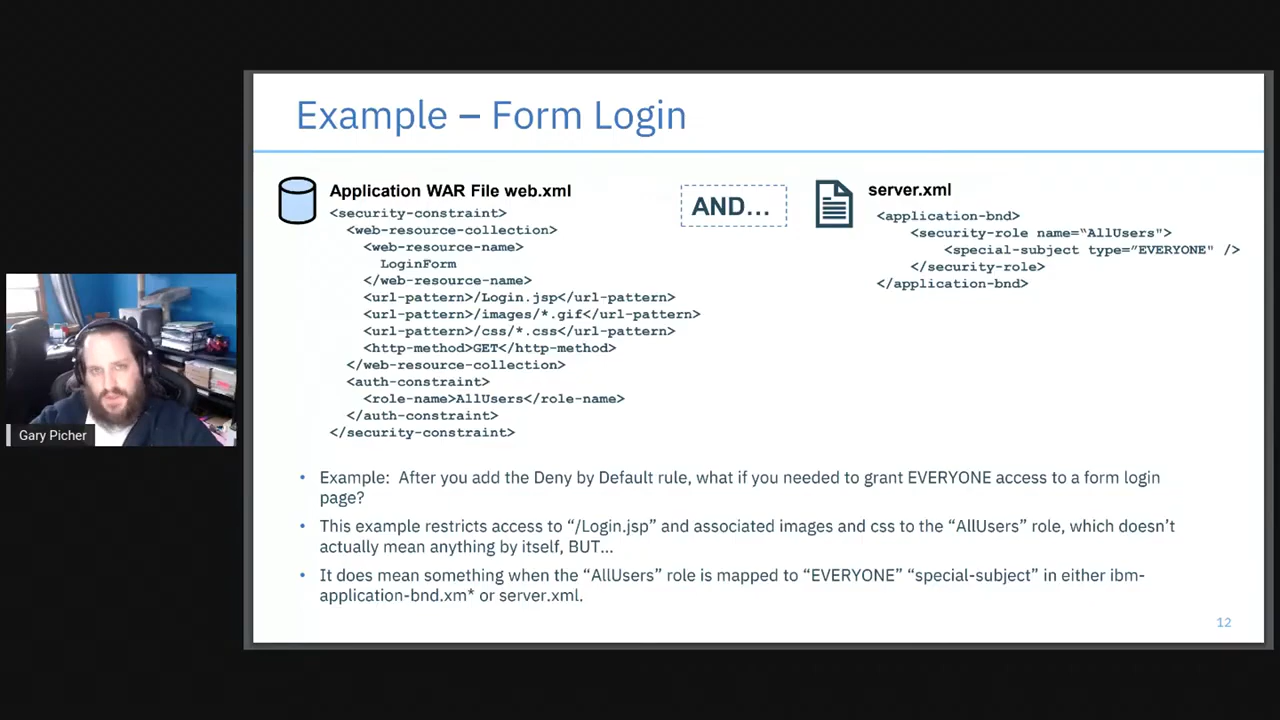 Example – Form Login
Application WAR File web.xml
<security-constraint>
<web-resource-collection>
<web-resource-name>
LoginForm
</web-resource-name>
<url-pattern>/Login.jsp</url-pattern>
<url-pattern>/images/*.gif</url-pattern>
<url-pattern>/css/*.css</url-pattern>
<http-method>GET</http-method>
</web-resource-collection>
<auth-constraint>
<role-name>AllUsers</role-name>
</auth-constraint>
</security-constraint>
AND...
server.xml
<application-bnd>
<security-role name=“AllUsers">
<special-subject type=”EVERYONE" />
</security-role>
</application-bnd>
• Example:  After you add the Deny by Default rule, what if you needed to grant EVERYONE access to a form login
page?
• This example restricts access to “/Login.jsp” and associated images and css to the “AllUsers” role, which doesn’t
actually mean anything by itself, BUT…
• It does mean something when the “AllUsers” role is mapped to “EVERYONE” “special-subject” in either ibm-
application-bnd.xm* or server.xml.
12
Gary Picher